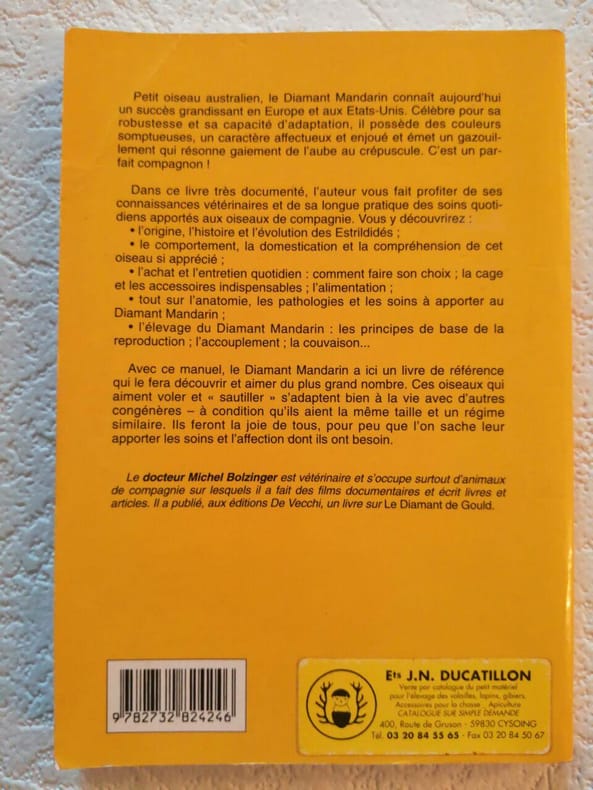 Petit oiseau australien, le Diamant Mandarin connaît aujourd'hui
un succès grandissant en Europe et aux Etats-Unis. Célèbre pour sa
robustesse et sa capacité d'adaptation, il possède des couleurs
somptueuses, un caractère affectueux et enjoué et émet un gazouil-
lement qui résonne gaiement de l'aube au crépuscule. C'est un par-
fait compagnon !
Dans ce livre très documenté, l'auteur vous fait profiter de ses
connaissances vétérinaires et de sa longue pratique des soins quoti-
diens apportés aux oiseaux de compagnie. Vous y découvrirez :
• l'origine, l'histoire et l'évolution des Estrildidés ;
• le comportement, la domestication et la compréhension de cet
oiseau si apprécié ;
• l'achat et l'entretien quotidien : comment faire son choix ; la cage
et les accessoires indispensables ; l'alimentation ;
• tout sur l'anatomie, les pathologies et les soins à apporter au
Diamant Mandarin ;
• l'élevage du Diamant Mandarin : les principes de base de la
reproduction ; l'accouplement ; la couvaison...
Avec ce manuel, le Diamant Mandarin a ici un livre de référence
qui le fera découvrir et aimer du plus grand nombre. Ces oiseaux qui
aiment voler et « sautiller » s'adaptent bien à la vie avec d'autres
congénères – à condition qu'ils aient la même taille et un régime
similaire. Ils feront la joie de tous, pour peu que l'on sache leur
apporter les soins et l'affection dont ils ont besoin.
Le docteur Michel Bolzinger est vétérinaire et s'occupe surtout d'animaux
de compagnie sur lesquels il a fait des films documentaires et écrit livres et
articles. Il a publié, aux éditions De Vecchi, un livre sur Le Diamant de Gould.
9 782732 824246
Ets J.N. DUCATILLON
Vente par catalogue du petit matériel
pour l'élevage des volailles, lapins, gibiers,
Accessoires pour la chasse . Apiculture
CATALOGUE SUR SIMPLE DEMANDE
400, Route de Gruson - 59830 CYSOING
Tél. 03 20 84 55 65 - Fax 03 20 84 50 67